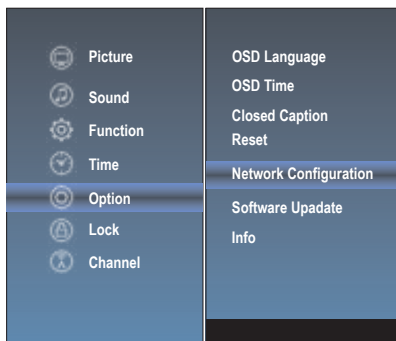 Picture
Sound
Function
Time
Option
Lock
Channel
OSD Language
OSD Time
Closed Caption
Reset
Network Configuration
Software Upadate
Info